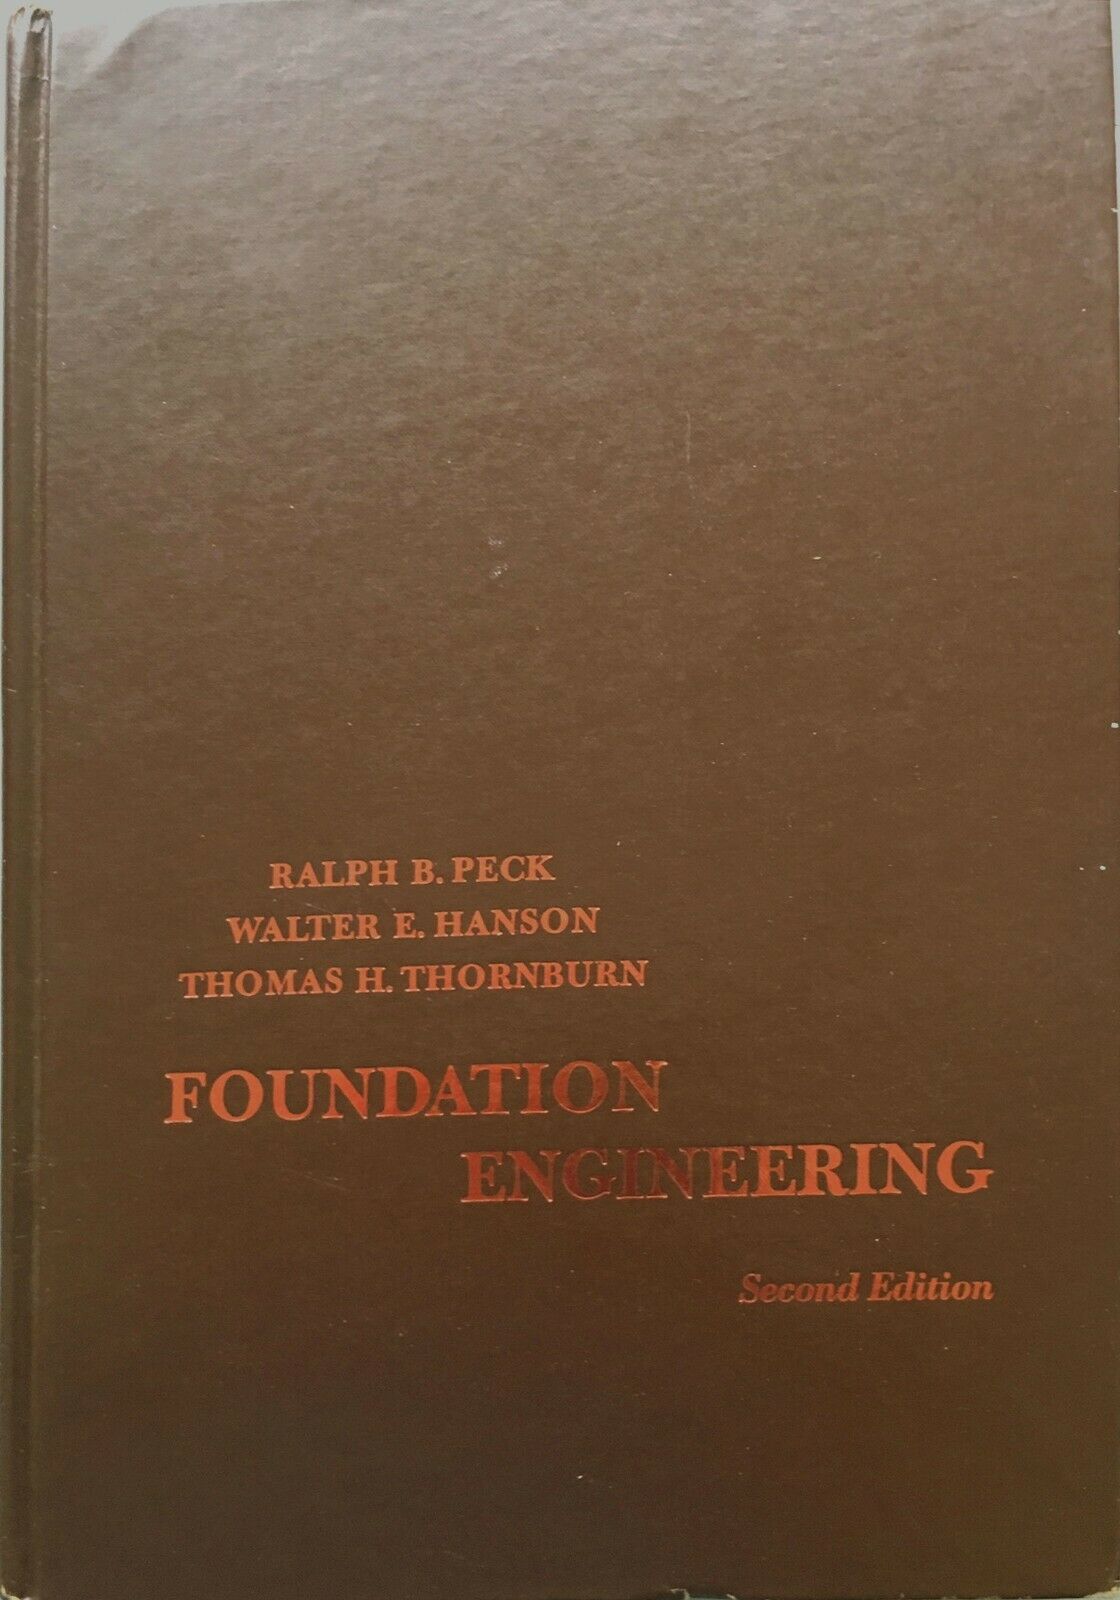 RALPH B. PECK
WALTER E. HANSON
THOMAS H. THORNBURN
FOUNDATION
ENGINEERING
Second Edition